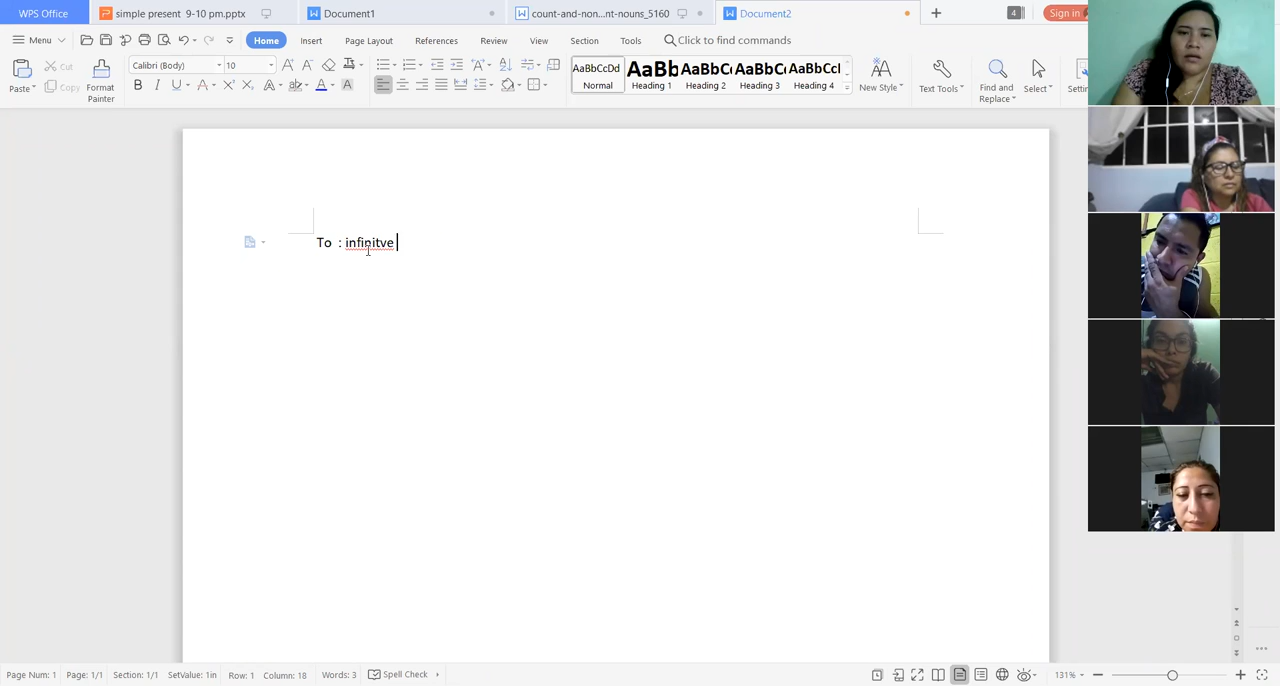 WPS Office
simple present 9-10 pm.pptx
Document1
count-and-non...nt-nouns_5160
Document2
4
Sign in
Menu
Home
Insert
Page Layout
References
Review
View
Section
Tools
Click to find commands
Paste
Cut
Copy
Format
Painter
Calibri (Body)
10
B I U
AaBbCcDd
Normal
AaBb
Heading 1
AaBbCc
Heading 2
AaBbCc
Heading 3
AaBbCcI
Heading 4
New Style
Text Tools
Find and
Replace
Select
To : infinitve
Page Num: 1
Page: 1/1
Section: 1/1
SetValue: 1in
Row: 1
Column: 18
Words: 3
Spell Check
131%